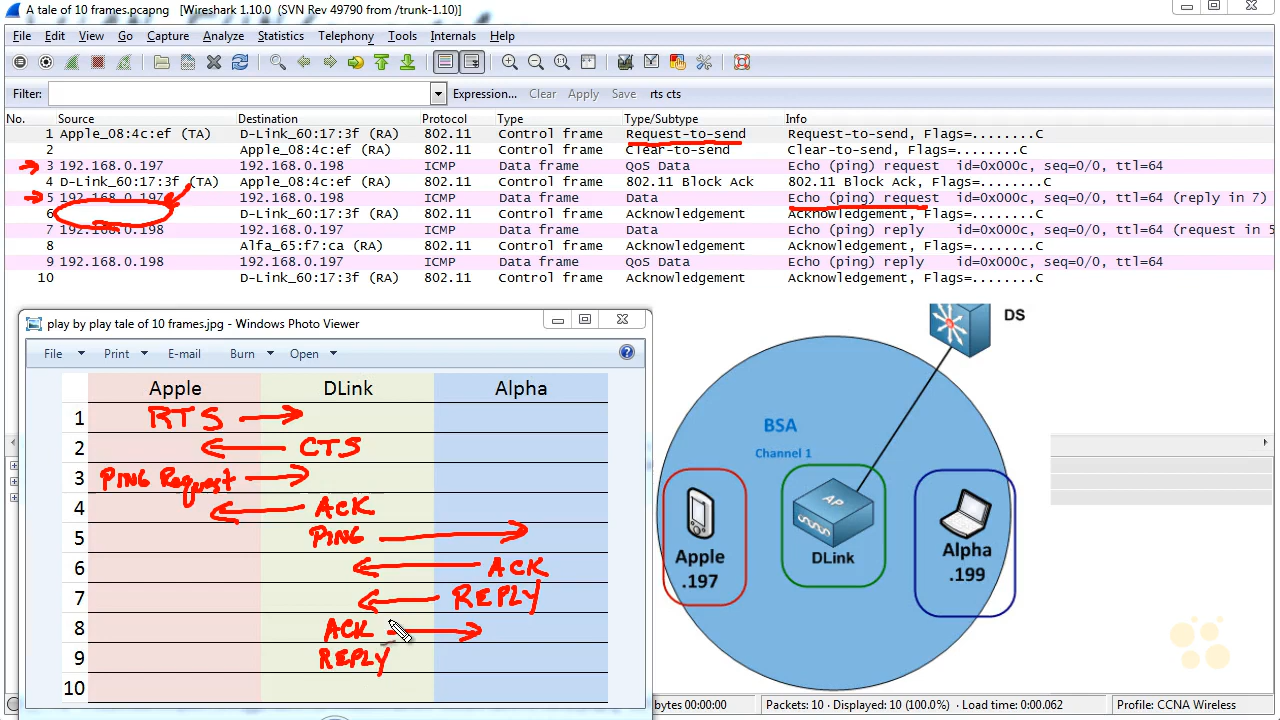 A tale of 10 frames.pcapng [Wireshark 1.10.0 (SVN Rev 49790 from /trunk-1.10)]
File Edit View Go Capture Analyze Statistics Telephony Tools Internals Help
Filter: Expression... Clear Apply Save rts cts
No. Source Destination Protocol Type Type/Subtype Info
1 Apple_08:4c:ef (TA) D-Link_60:17:3f (RA) 802.11 Control frame Request-to-send Request-to-send, Flags=........C
2 Apple_08:4c:ef (RA) 802.11 Control frame Clear-to-send Clear-to-send, Flags=........C
3 192.168.0.197 192.168.0.198 ICMP Data frame QoS Data Echo (ping) request id=0x000c, seq=0/0, ttl=64
4 D-Link_60:17:3f (TA) Apple_08:4c:ef (RA) 802.11 Control frame 802.11 Block Ack 802.11 Block Ack, Flags=........C
5 192.168.0.197 192.168.0.198 ICMP Data frame Data Echo (ping) request id=0x000c, seq=0/0, ttl=64 (reply in 7)
6 D-Link_60:17:3f (RA) 802.11 Control frame Acknowledgement Acknowledgement, Flags=........C
7 192.168.0.198 192.168.0.197 ICMP Data frame Data Echo (ping) reply id=0x000c, seq=0/0, ttl=64 (request in 5
8 Alfa_65:f7:ca (RA) 802.11 Control frame Acknowledgement Acknowledgement, Flags=........C
9 192.168.0.198 192.168.0.197 ICMP Data frame QoS Data Echo (ping) reply id=0x000c, seq=0/0, ttl=64
10 D-Link_60:17:3f (RA) 802.11 Control frame Acknowledgement Acknowledgement, Flags=........C
play by play tale of 10 frames.jpg - Windows Photo Viewer
File Print E-mail Burn Open
Apple DLink Alpha
1 RTS
2 CTS
3 PING Request
4 ACK
5 PING
6 ACK
7 REPLY
8 ACK
9 REPLY
10
DS
BSA
Channel 1
AP
Apple
.197
DLink
Alpha
.199
bytes 00:00:00 Packets: 10 - Displayed: 10 (100.0%) - Load time: 0:00.062 Profile: CCNA Wireless